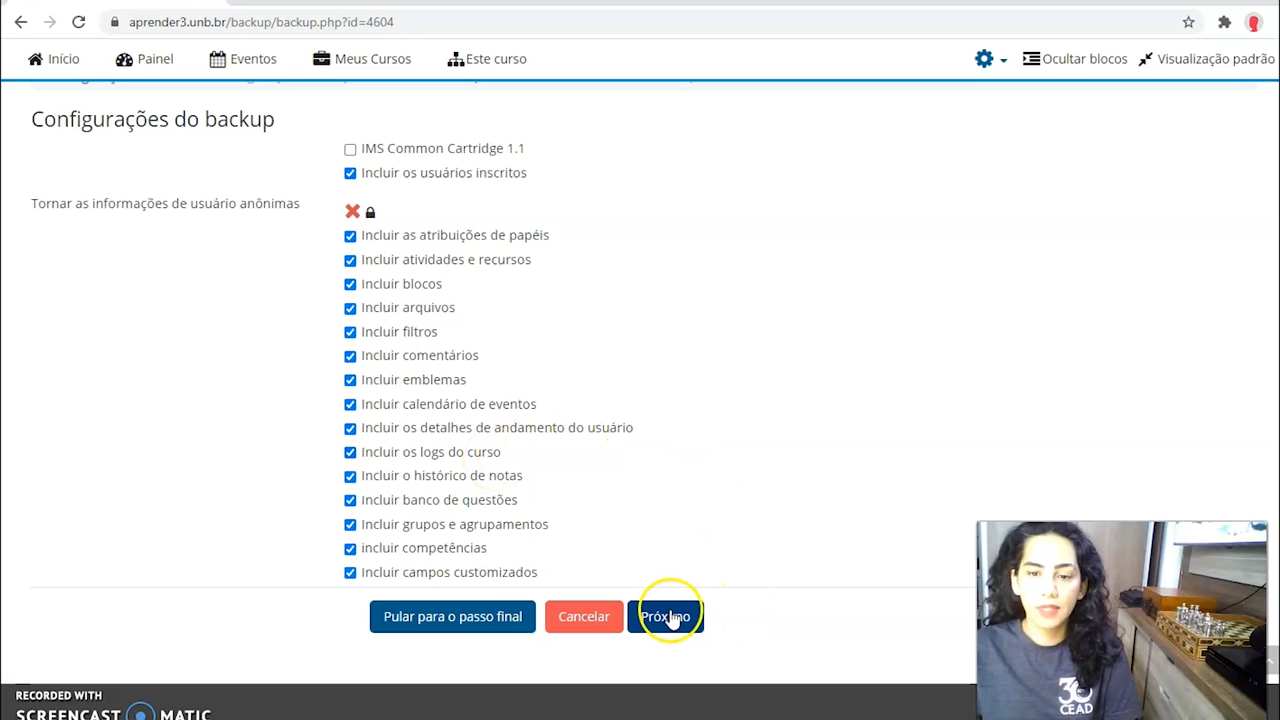 aprender3.unb.br/backup/backup.php?id=4604
Início Painel Eventos Meus Cursos Este curso Ocultar blocos Visualização padrão
Configurações do backup
IMS Common Cartridge 1.1
Incluir os usuários inscritos
Tornar as informações de usuário anônimas
Incluir as atribuições de papéis
Incluir atividades e recursos
Incluir blocos
Incluir arquivos
Incluir filtros
Incluir comentários
Incluir emblemas
Incluir calendário de eventos
Incluir os detalhes de andamento do usuário
Incluir os logs do curso
Incluir o histórico de notas
Incluir banco de questões
Incluir grupos e agrupamentos
incluir competências
Incluir campos customizados
Pular para o passo final Cancelar Próximo
30
CEAD
RECORDED WITH
SCREENCAST MATIC